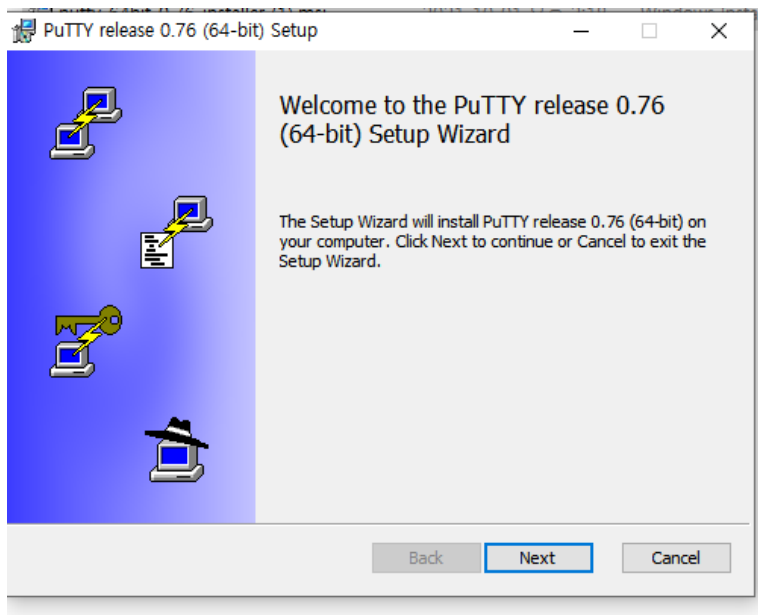 PuTTY release 0.76 (64-bit) Setup
Welcome to the PuTTY release 0.76
(64-bit) Setup Wizard
The Setup Wizard will install PuTTY release 0.76 (64-bit) on
your computer. Click Next to continue or Cancel to exit the
Setup Wizard.
Back
Next
Cancel